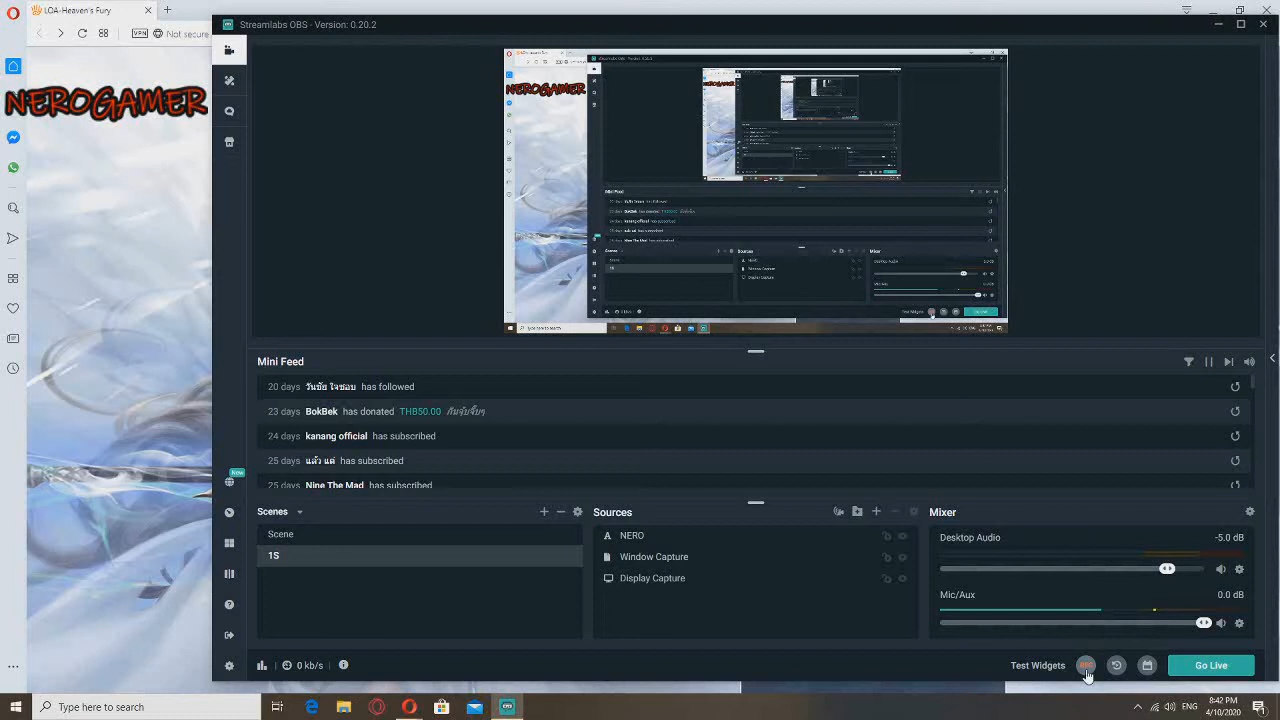 LOA-Heaven's Fury
Streamlabs OBS - Version: 0.20.2
VPN
Not secure
NEROGAMER
NEROGAMER
Mini Feed
20 days วันชัย ใจชอบ has followed
23 days BokBek has donated THB50.00
24 days kanang official has subscribed
25 days แล้ว แต่ has subscribed
25 days Nine The Mad has subscribed
New
Scenes
Scene
1S
Sources
NERO
Window Capture
Display Capture
Mixer
Desktop Audio -5.0 dB
Mic/Aux 0.0 dB
0 kb/s
Test Widgets
REC
Go Live
Type here to search
ENG
8:42 PM
4/10/2020